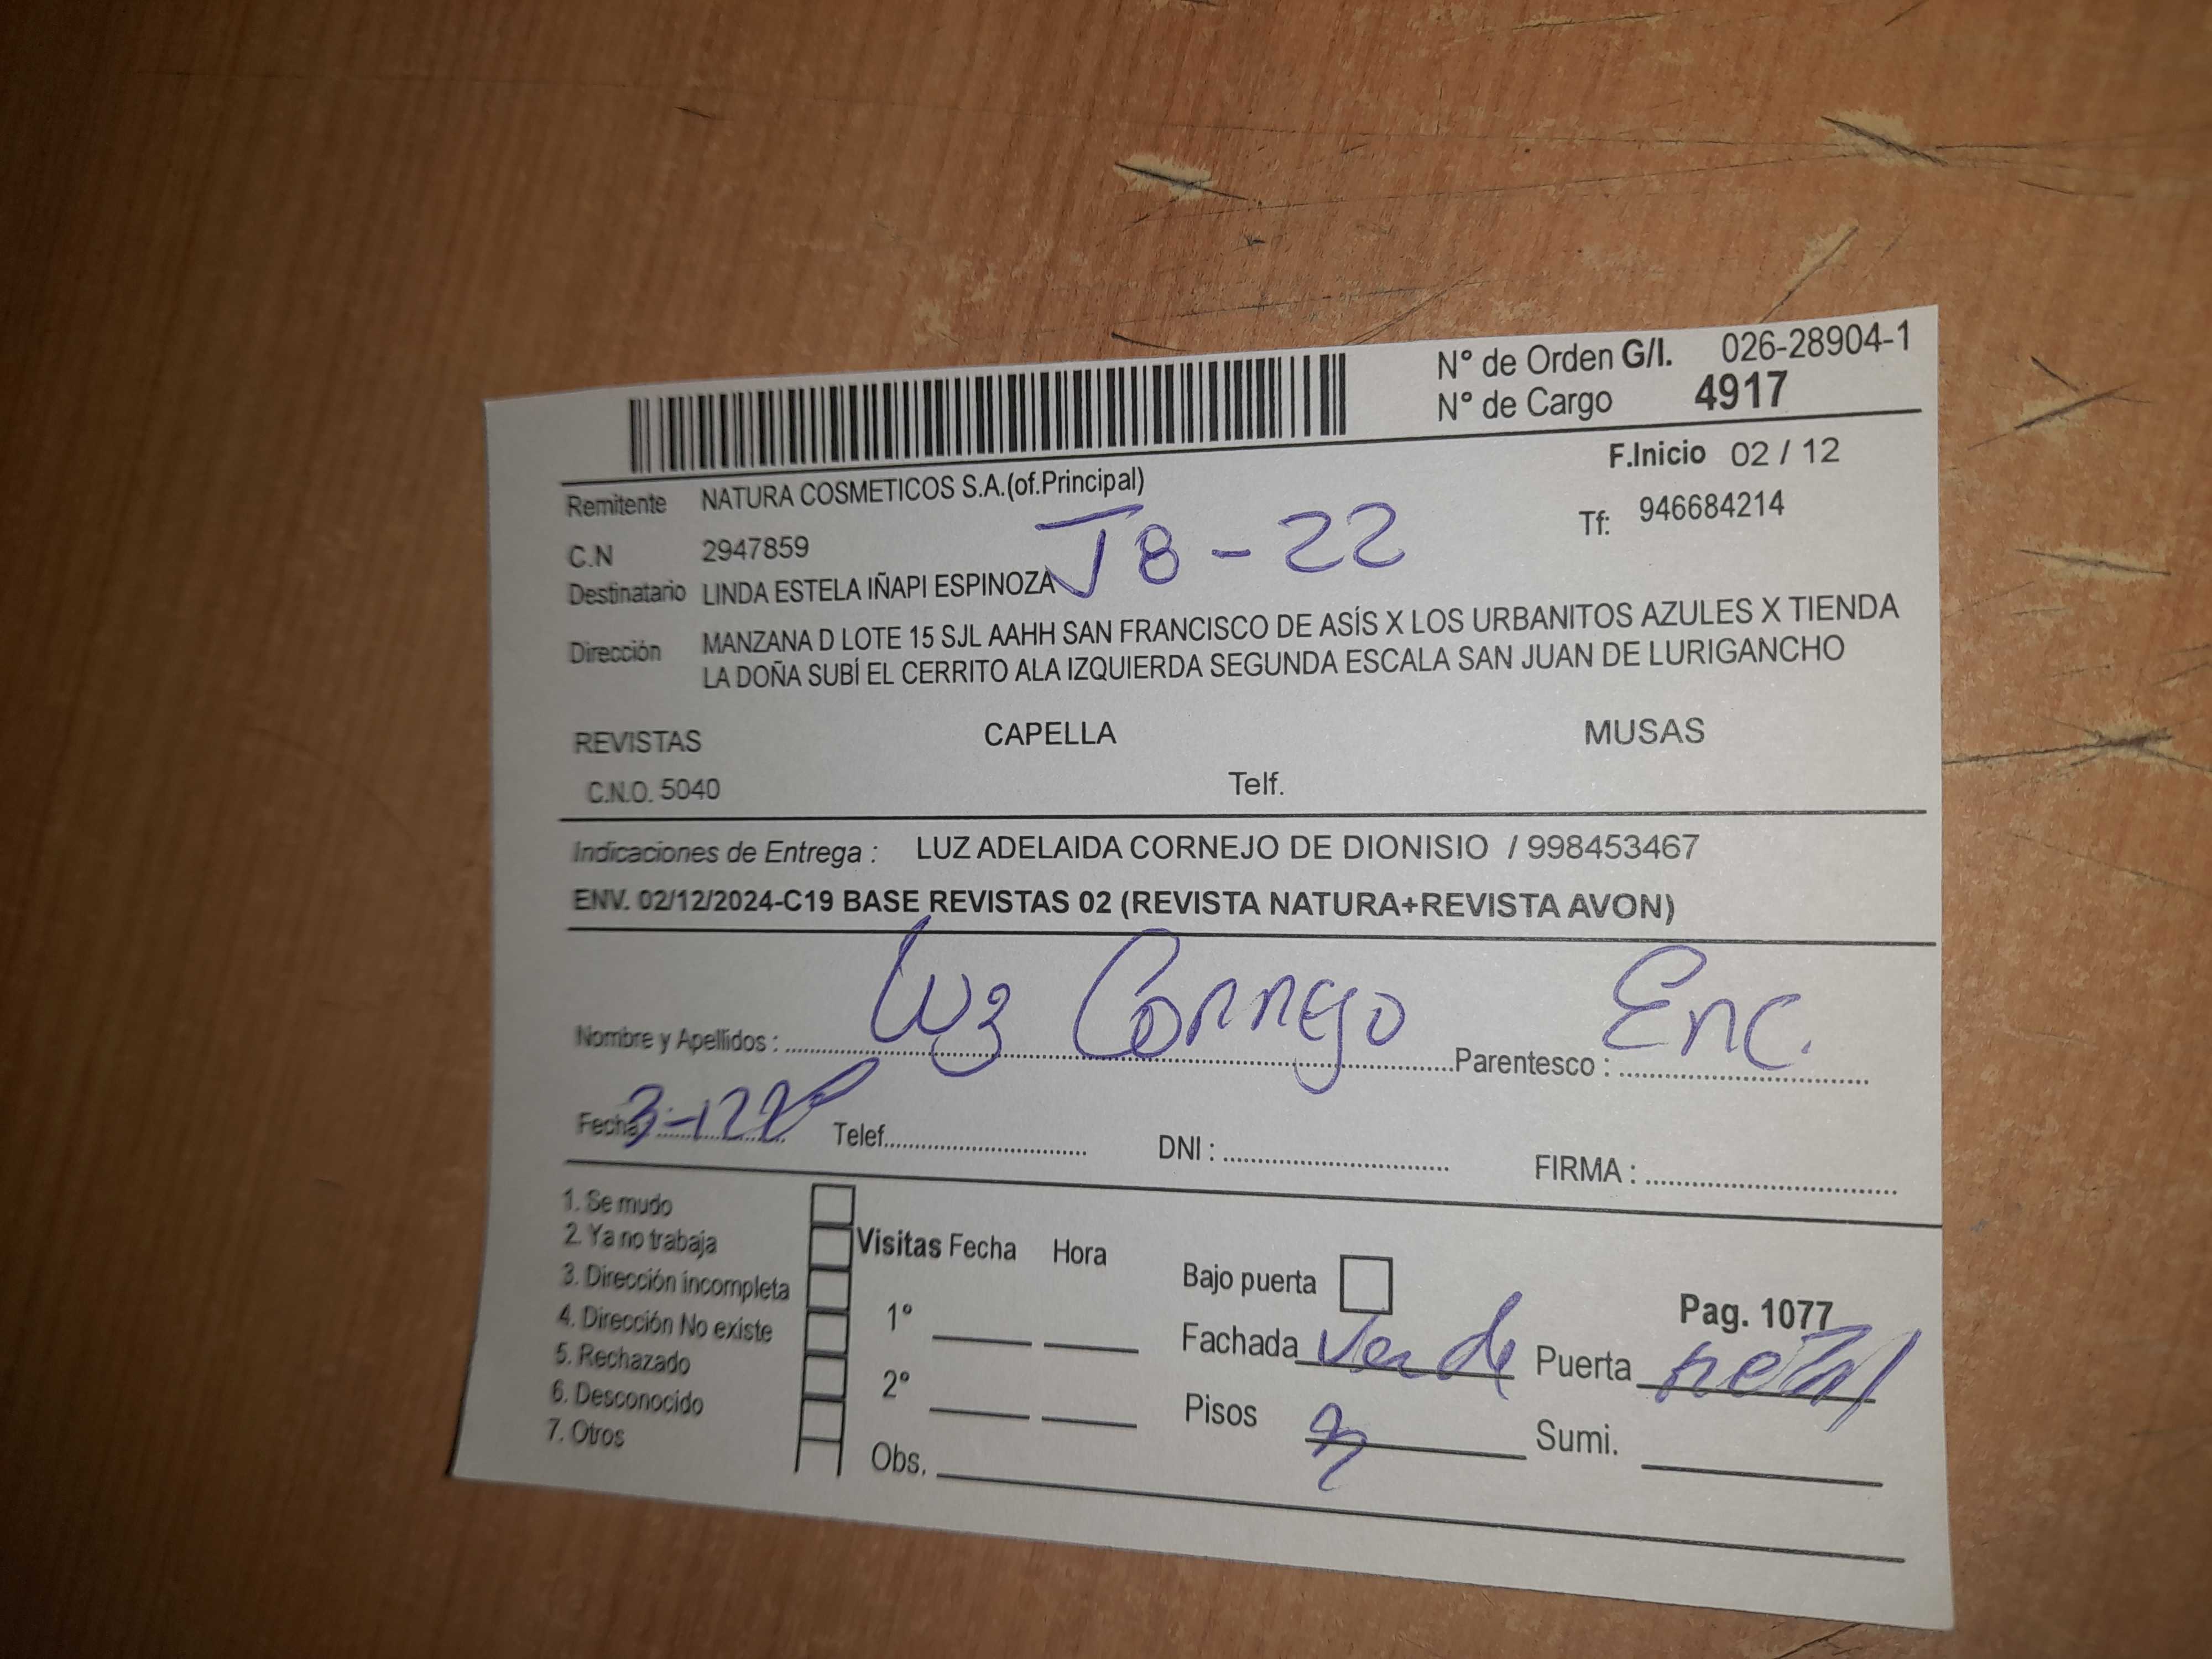 N° de Orden G/I. 026-28904-1
N° de Cargo 4917
F.Inicio 02 / 12
Remitente NATURA COSMETICOS S.A.(of.Principal)
Tf: 946684214
C.N 2947859
J8-22
Destinatario LINDA ESTELA IÑAPI ESPINOZA
Dirección MANZANA D LOTE 15 SJL AAHH SAN FRANCISCO DE ASÍS X LOS URBANITOS AZULES X TIENDA
LA DOÑA SUBÍ EL CERRITO ALA IZQUIERDA SEGUNDA ESCALA SAN JUAN DE LURIGANCHO
REVISTAS CAPELLA MUSAS
C.N.O. 5040 Telf.
Indicaciones de Entrega : LUZ ADELAIDA CORNEJO DE DIONISIO / 998453467
ENV. 02/12/2024-C19 BASE REVISTAS 02 (REVISTA NATURA+REVISTA AVON)
Nombre y Apellidos : Luz Cornejo Parentesco : Enc.
Fecha : Telef. DNI : FIRMA :
1. Se mudo
2. Ya no trabaja
3. Dirección incompleta
4. Dirección No existe
5. Rechazado
6. Desconocido
7. Otros
Visitas Fecha Hora
1°
2°
Obs.
Bajo puerta
Pag. 1077
Fachada Verde Puerta metal
Pisos Sumi.